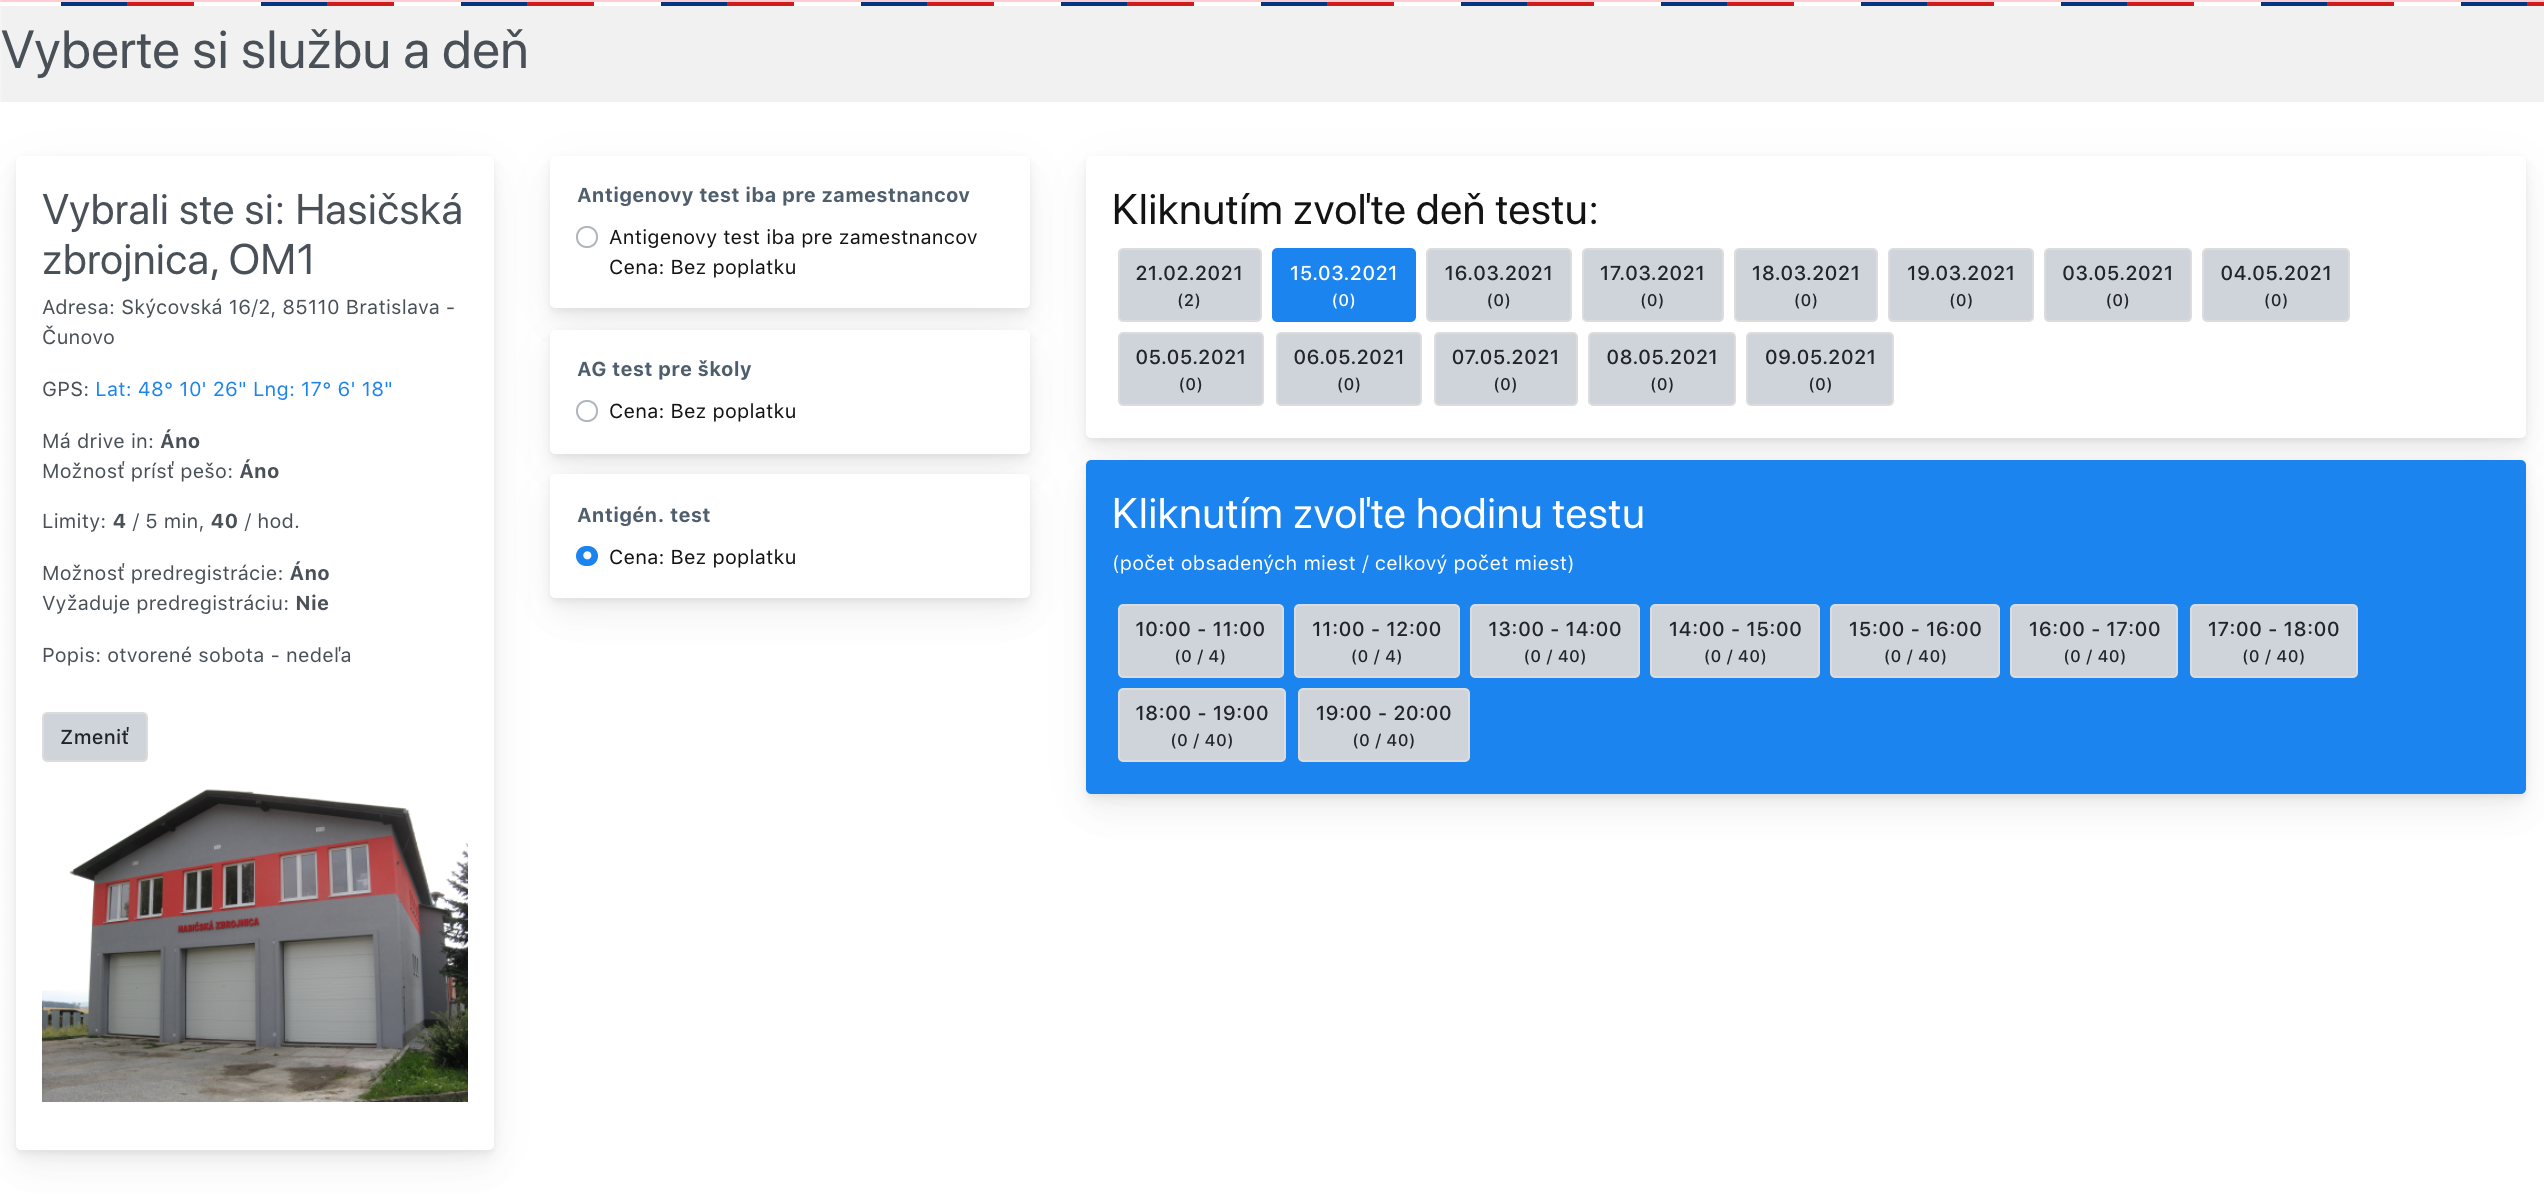 Vyberte si službu a deň
Vybrali ste si: Hasičská
zbrojnica, OM1
Adresa: Skýcovská 16/2, 85110 Bratislava -
Čunovo
GPS: Lat: 48° 10' 26" Lng: 17° 6' 18"
Má drive in: Áno
Možnosť prísť pešo: Áno
Limity: 4 / 5 min, 40 / hod.
Možnosť predregistrácie: Áno
Vyžaduje predregistráciu: Nie
Popis: otvorené sobota - nedeľa
Zmeniť
HASIČSKÁ ZBROJNICA
Antigenovy test iba pre zamestnancov
Antigenovy test iba pre zamestnancov
Cena: Bez poplatku
AG test pre školy
Cena: Bez poplatku
Antigén. test
Cena: Bez poplatku
Kliknutím zvoľte deň testu:
21.02.2021 15.03.2021 16.03.2021 17.03.2021 18.03.2021 19.03.2021 03.05.2021 04.05.2021
(2) (0) (0) (0) (0) (0) (0) (0)
05.05.2021 06.05.2021 07.05.2021 08.05.2021 09.05.2021
(0) (0) (0) (0) (0)
Kliknutím zvoľte hodinu testu
(počet obsadených miest / celkový počet miest)
10:00 - 11:00 11:00 - 12:00 13:00 - 14:00 14:00 - 15:00 15:00 - 16:00 16:00 - 17:00 17:00 - 18:00
(0 / 4) (0 / 4) (0 / 40) (0 / 40) (0 / 40) (0 / 40) (0 / 40)
18:00 - 19:00 19:00 - 20:00
(0 / 40) (0 / 40)